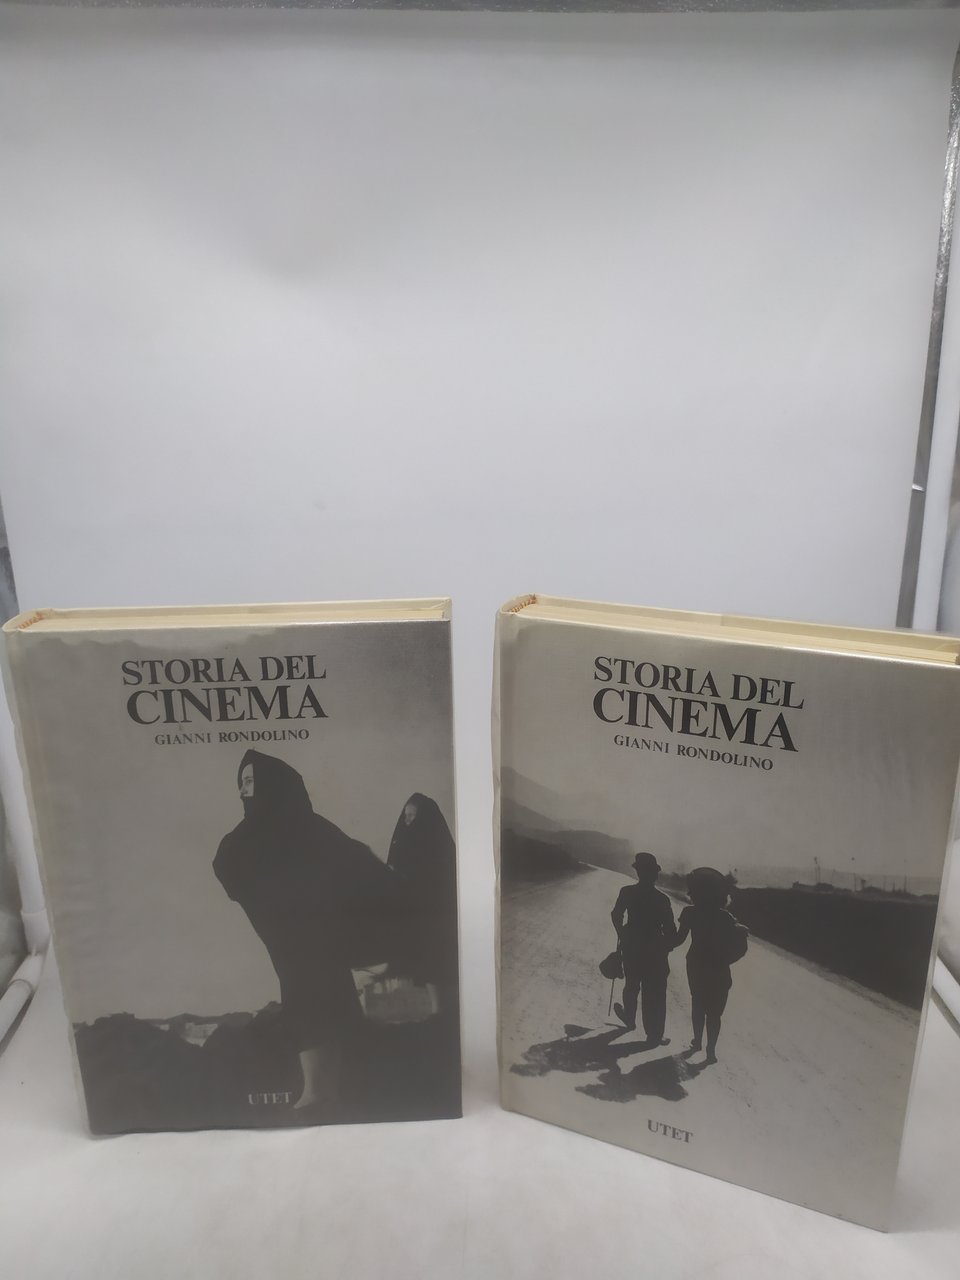 STORIA DEL
CINEMA
GIANNI RONDOLINO
UTET
STORIA DEL
CINEMA
GIANNI RONDOLINO
UTET